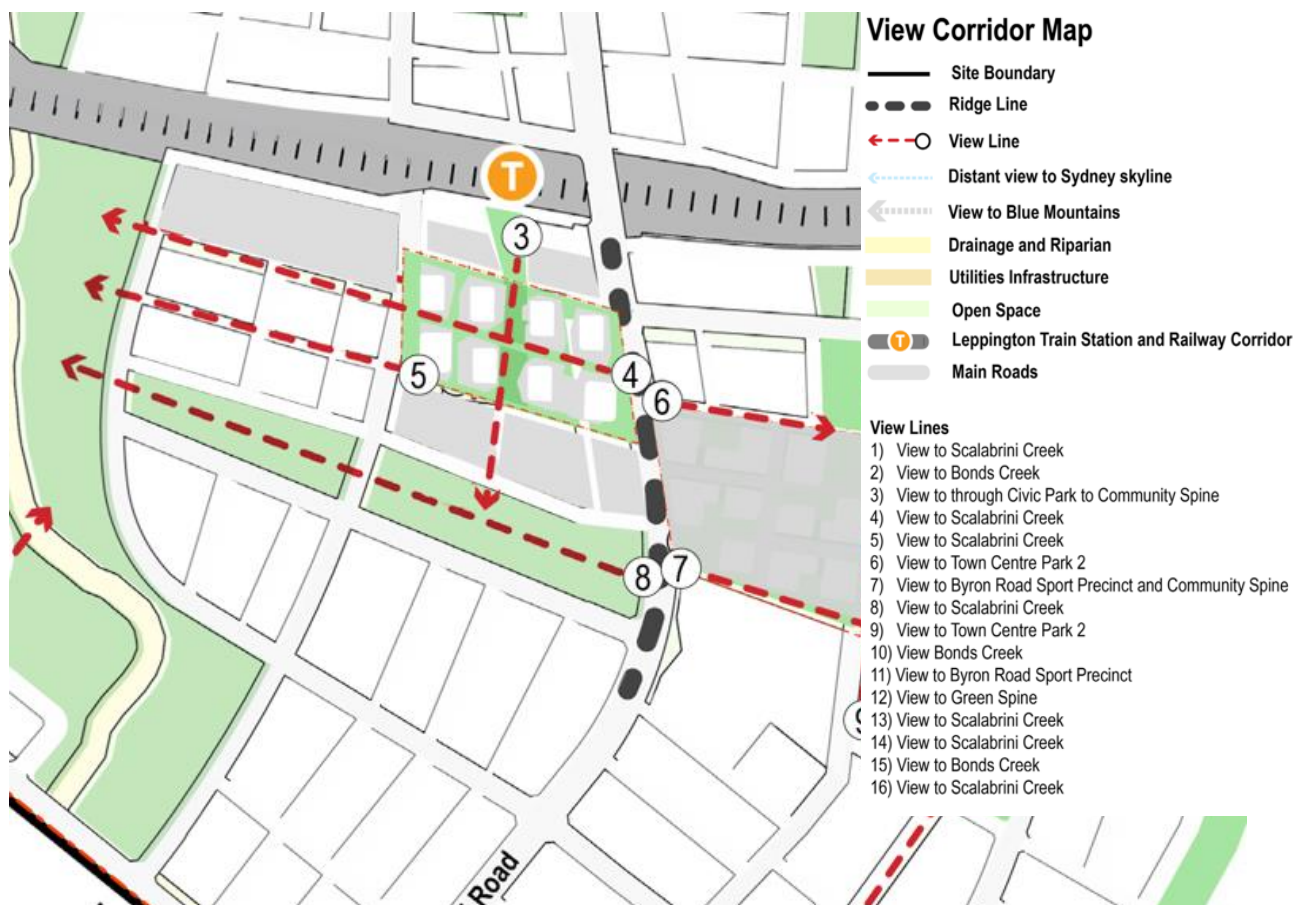 View Corridor Map
Site Boundary
Ridge Line
View Line
Distant view to Sydney skyline
View to Blue Mountains
Drainage and Riparian
Utilities Infrastructure
Open Space
T Leppington Train Station and Railway Corridor
Main Roads
View Lines
1) View to Scalabrini Creek
2) View to Bonds Creek
3) View to through Civic Park to Community Spine
4) View to Scalabrini Creek
5) View to Scalabrini Creek
6) View to Town Centre Park 2
7) View to Byron Road Sport Precinct and Community Spine
8) View to Scalabrini Creek
9) View to Town Centre Park 2
10) View Bonds Creek
11) View to Byron Road Sport Precinct
12) View to Green Spine
13) View to Scalabrini Creek
14) View to Scalabrini Creek
15) View to Bonds Creek
16) View to Scalabrini Creek
T
3
5
4
6
8
7
9
Road